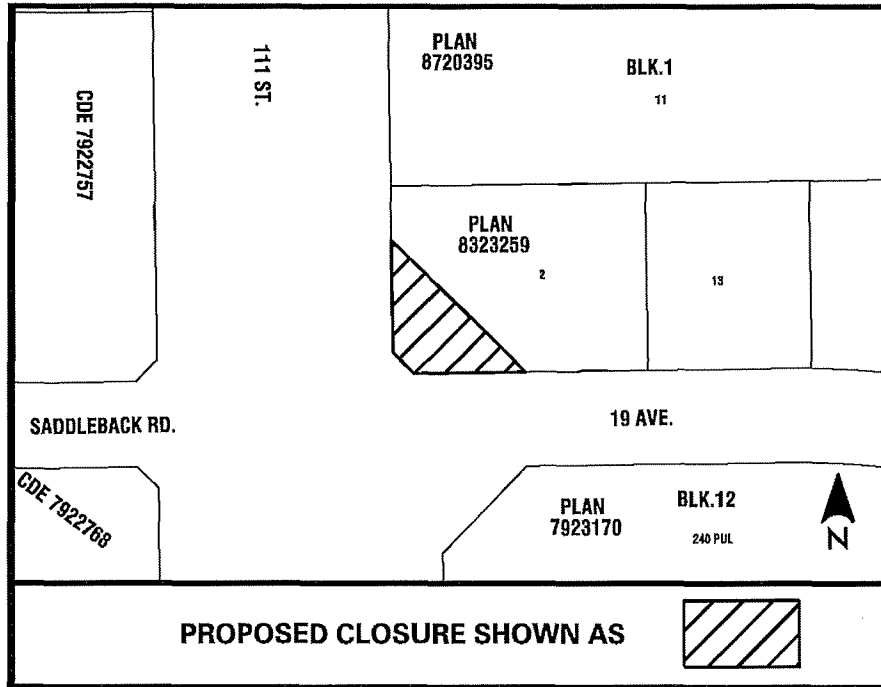 PLAN
8720395
BLK.1
11
111 ST.
CDE 7922757
PLAN
8323259
2
13
SADDLEBACK RD.
19 AVE.
CDE 7922768
PLAN
7923170
BLK.12
240 PUL
N
PROPOSED CLOSURE SHOWN AS